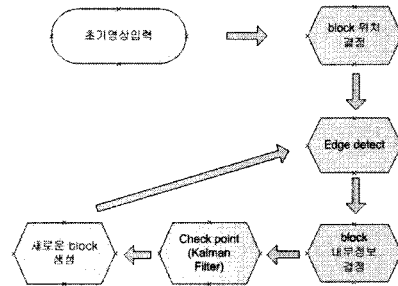 초기영상입력
block 위치
결정
Edge detect
block
내부정보
결정
Check point
(Kalman
Filter)
새로운 block
생성